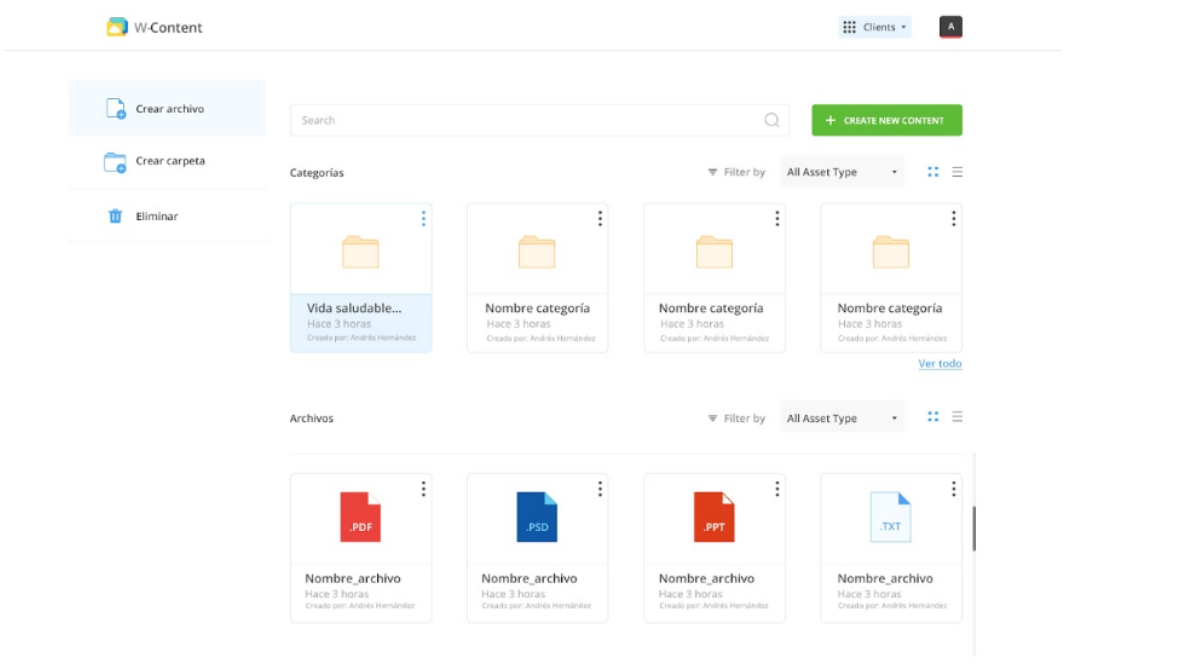 W-Content
Clients
A
Crear archivo
Crear carpeta
Eliminar
Search
+ CREATE NEW CONTENT
Categorías
Filter by
All Asset Type
Vida saludable...
Hace 3 horas
Creado por: Andrés Hernández
Nombre categoría
Hace 3 horas
Creado por: Andrés Hernández
Nombre categoría
Hace 3 horas
Creado por: Andrés Hernández
Nombre categoría
Hace 3 horas
Creado por: Andrés Hernández
Ver todo
Archivos
Filter by
All Asset Type
.PDF
Nombre_archivo
Hace 3 horas
Creado por: Andrés Hernández
.PSD
Nombre_archivo
Hace 3 horas
Creado por: Andrés Hernández
.PPT
Nombre_archivo
Hace 3 horas
Creado por: Andrés Hernández
.TXT
Nombre_archivo
Hace 3 horas
Creado por: Andrés Hernández